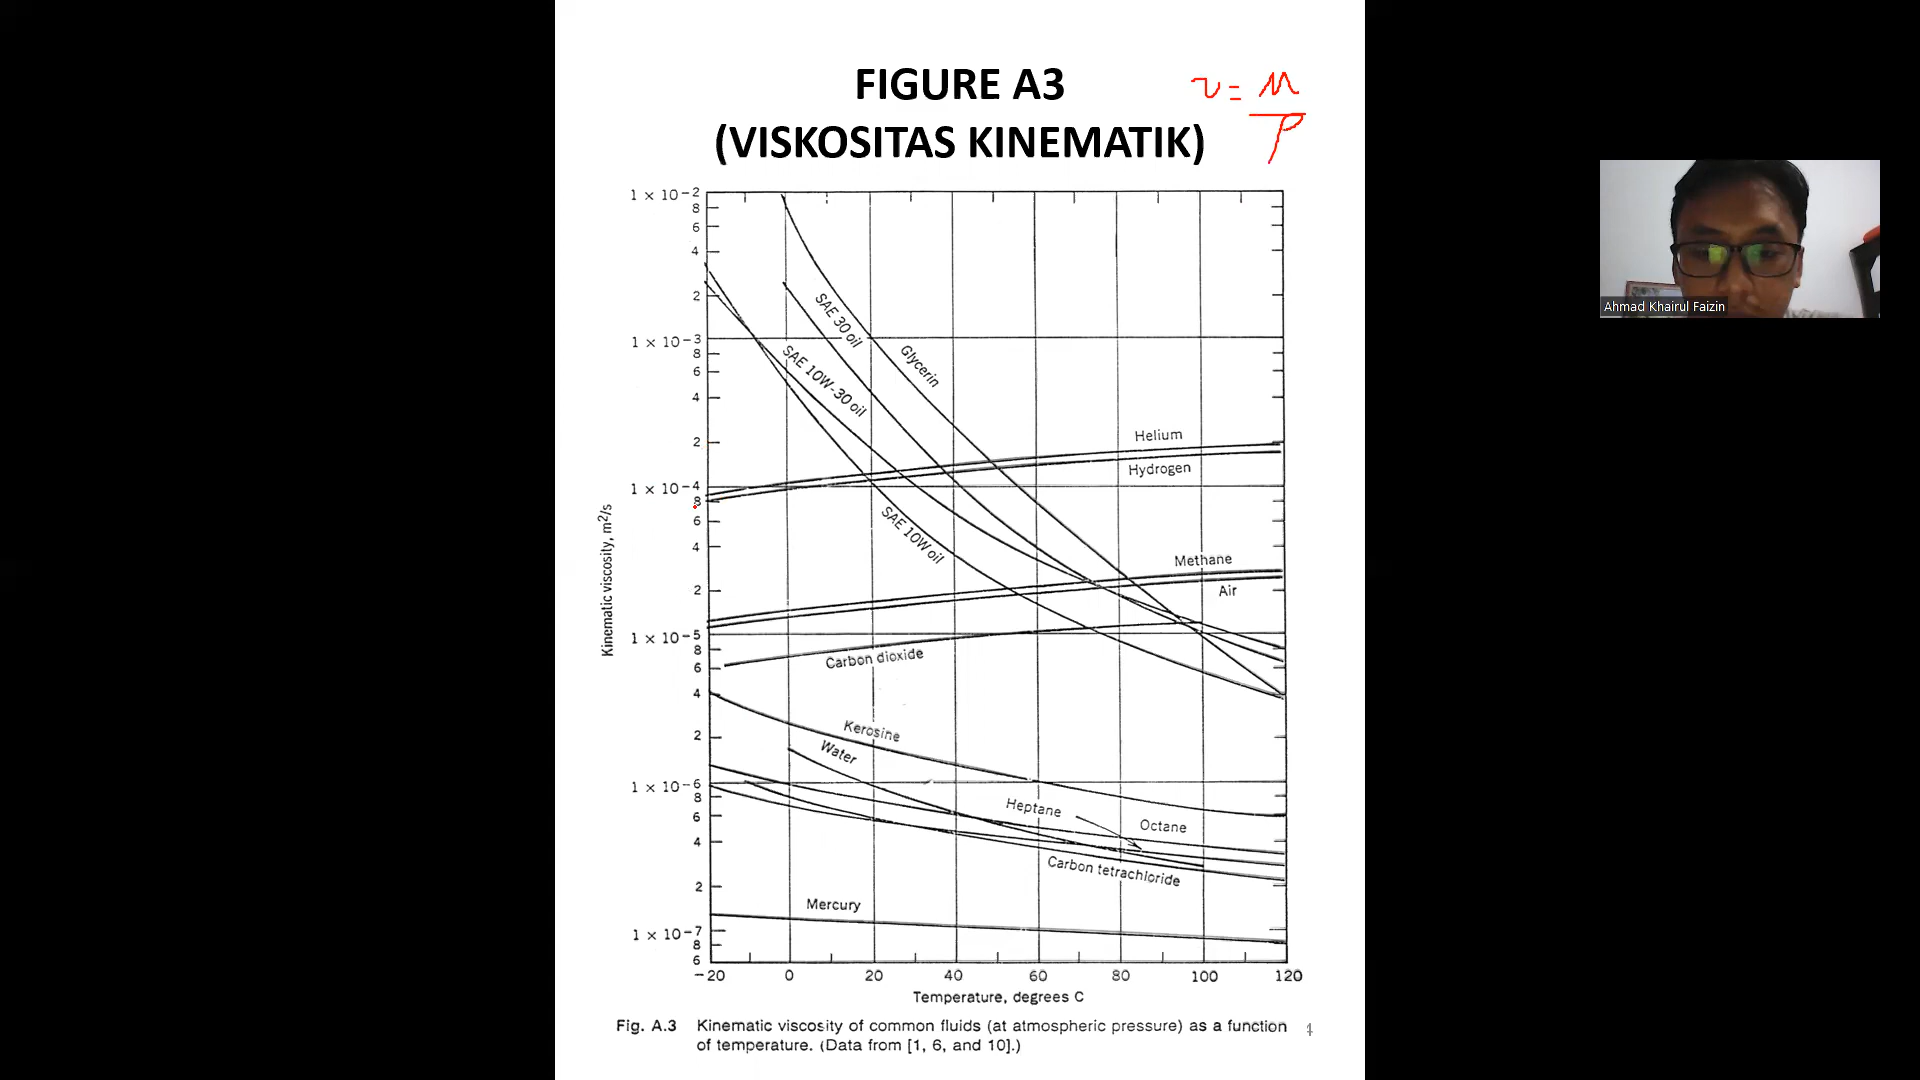 FIGURE A3
(VISKOSITAS KINEMATIK)
ν = μ
ρ
1 × 10−2
8
6
4
2
1 × 10−3
8
6
4
2
1 × 10−4
8
6
4
2
1 × 10−5
8
6
4
2
1 × 10−6
8
6
4
2
1 × 10−7
8
6
Kinematic viscosity, m2/s
SAE 30 oil
Glycerin
SAE 10W-30 oil
Helium
Hydrogen
SAE 10W oil
Methane
Air
Carbon dioxide
Kerosine
Water
Heptane
Octane
Carbon tetrachloride
Mercury
−20 0 20 40 60 80 100 120
Temperature, degrees C
Fig. A.3 Kinematic viscosity of common fluids (at atmospheric pressure) as a function
of temperature. (Data from [1, 6, and 10].)
Ahmad Khairul Faizin